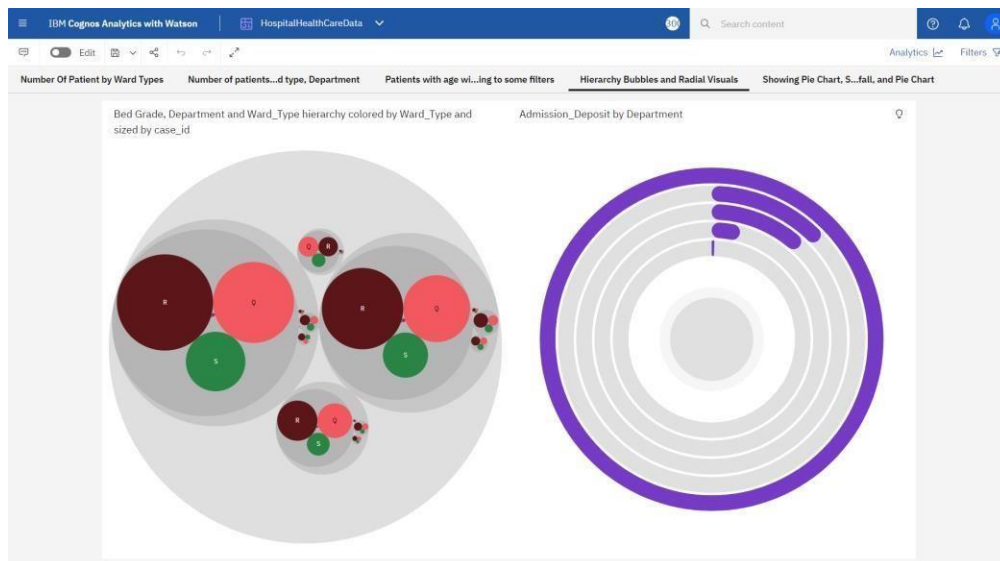 IBM Cognos Analytics with Watson
HospitalHealthCareData
Search content
Edit
Analytics
Filters
Number Of Patient by Ward Types
Number of patients...d type, Department
Patients with age wi...ing to some filters
Hierarchy Bubbles and Radial Visuals
Showing Pie Chart, S...fall, and Pie Chart
Bed Grade, Department and Ward_Type hierarchy colored by Ward_Type and
sized by case_id
Admission_Deposit by Department
Q R
R Q
S
R Q
S
R Q
S